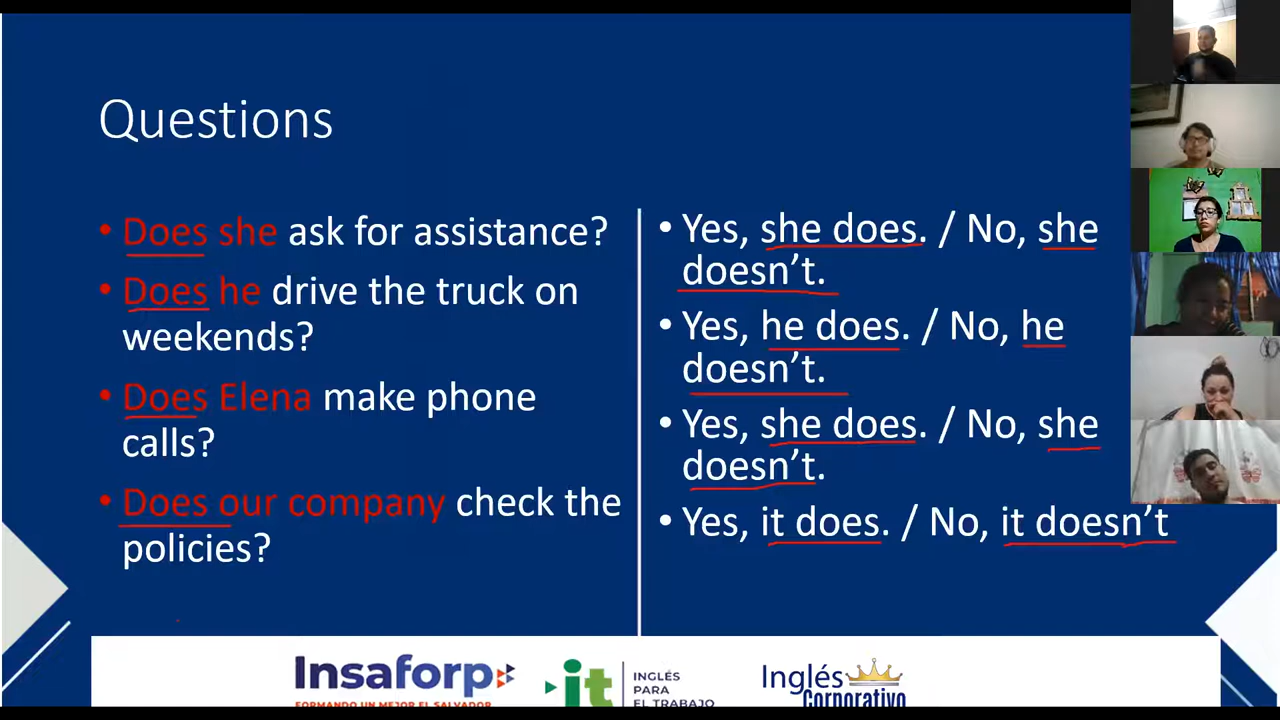 Questions
• Does she ask for assistance?
• Does he drive the truck on
weekends?
• Does Elena make phone
calls?
• Does our company check the
policies?
• Yes, she does. / No, she
doesn’t.
• Yes, he does. / No, he
doesn’t.
• Yes, she does. / No, she
doesn’t.
• Yes, it does. / No, it doesn’t
Insaforp
FORMANDO UN MEJOR EL SALVADOR
it
INGLÉS
PARA
EL TRABAJO
Inglés
Corporativo